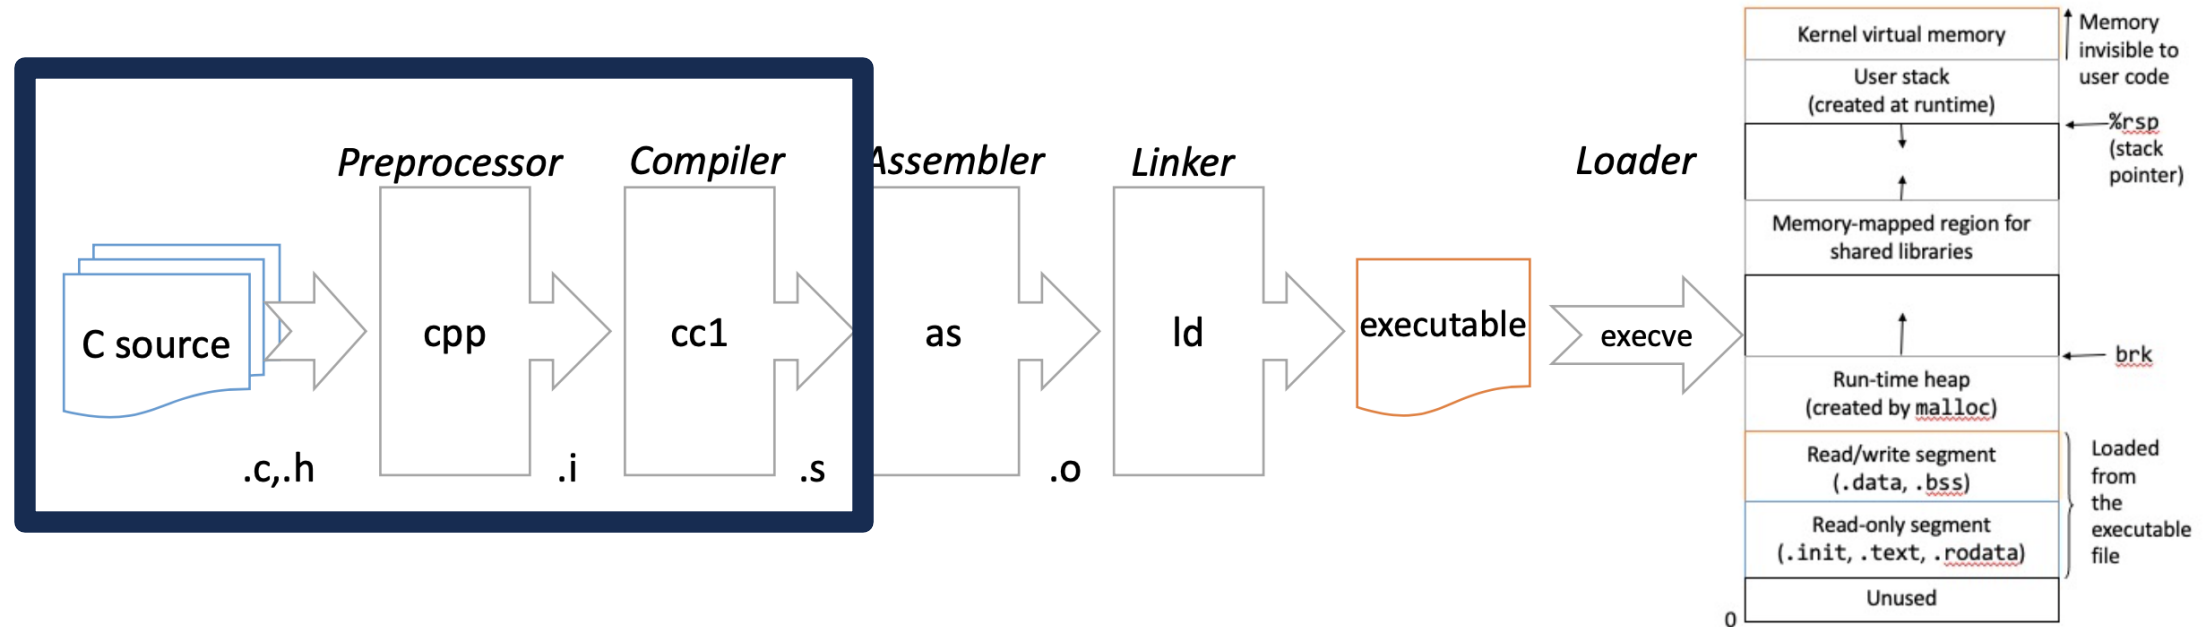 Preprocessor
Compiler
Assembler
Linker
Loader
C source
cpp
cc1
as
ld
executable
execve
.c,.h
.i
.s
.o
Kernel virtual memory
User stack
(created at runtime)
Memory-mapped region for
shared libraries
Run-time heap
(created by malloc)
Read/write segment
(.data, .bss)
Read-only segment
(.init, .text, .rodata)
Unused
0
Memory
invisible to
user code
%rsp
(stack
pointer)
brk
Loaded
from
the
executable
file